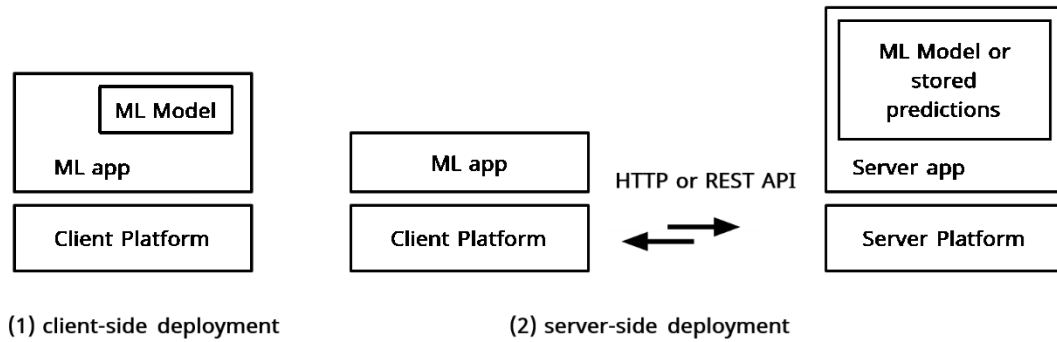 ML Model
ML app
Client Platform
(1) client-side deployment
ML app
Client Platform
HTTP or REST API
ML Model or
stored
predictions
Server app
Server Platform
(2) server-side deployment